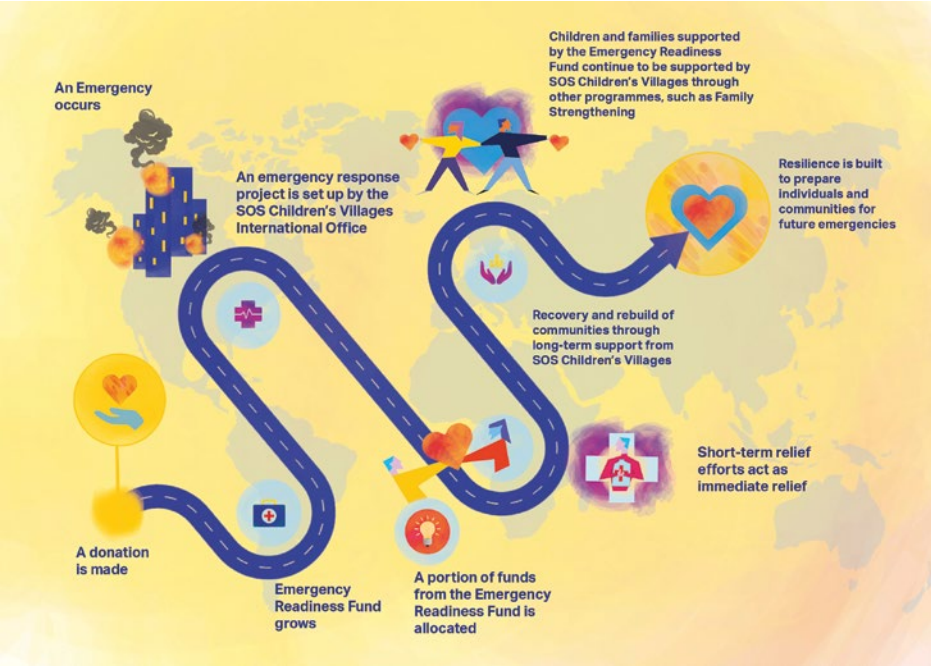 A donation
is made
Emergency
Readiness Fund
grows
An Emergency
occurs
An emergency response
project is set up by the
SOS Children's Villages
International Office
A portion of funds
from the Emergency
Readiness Fund is
allocated
Short-term relief
efforts act as
immediate relief
Recovery and rebuild of
communities through
long-term support from
SOS Children's Villages
Children and families supported
by the Emergency Readiness
Fund continue to be supported by
SOS Children's Villages through
other programmes, such as Family
Strengthening
Resilience is built
to prepare
individuals and
communities for
future emergencies